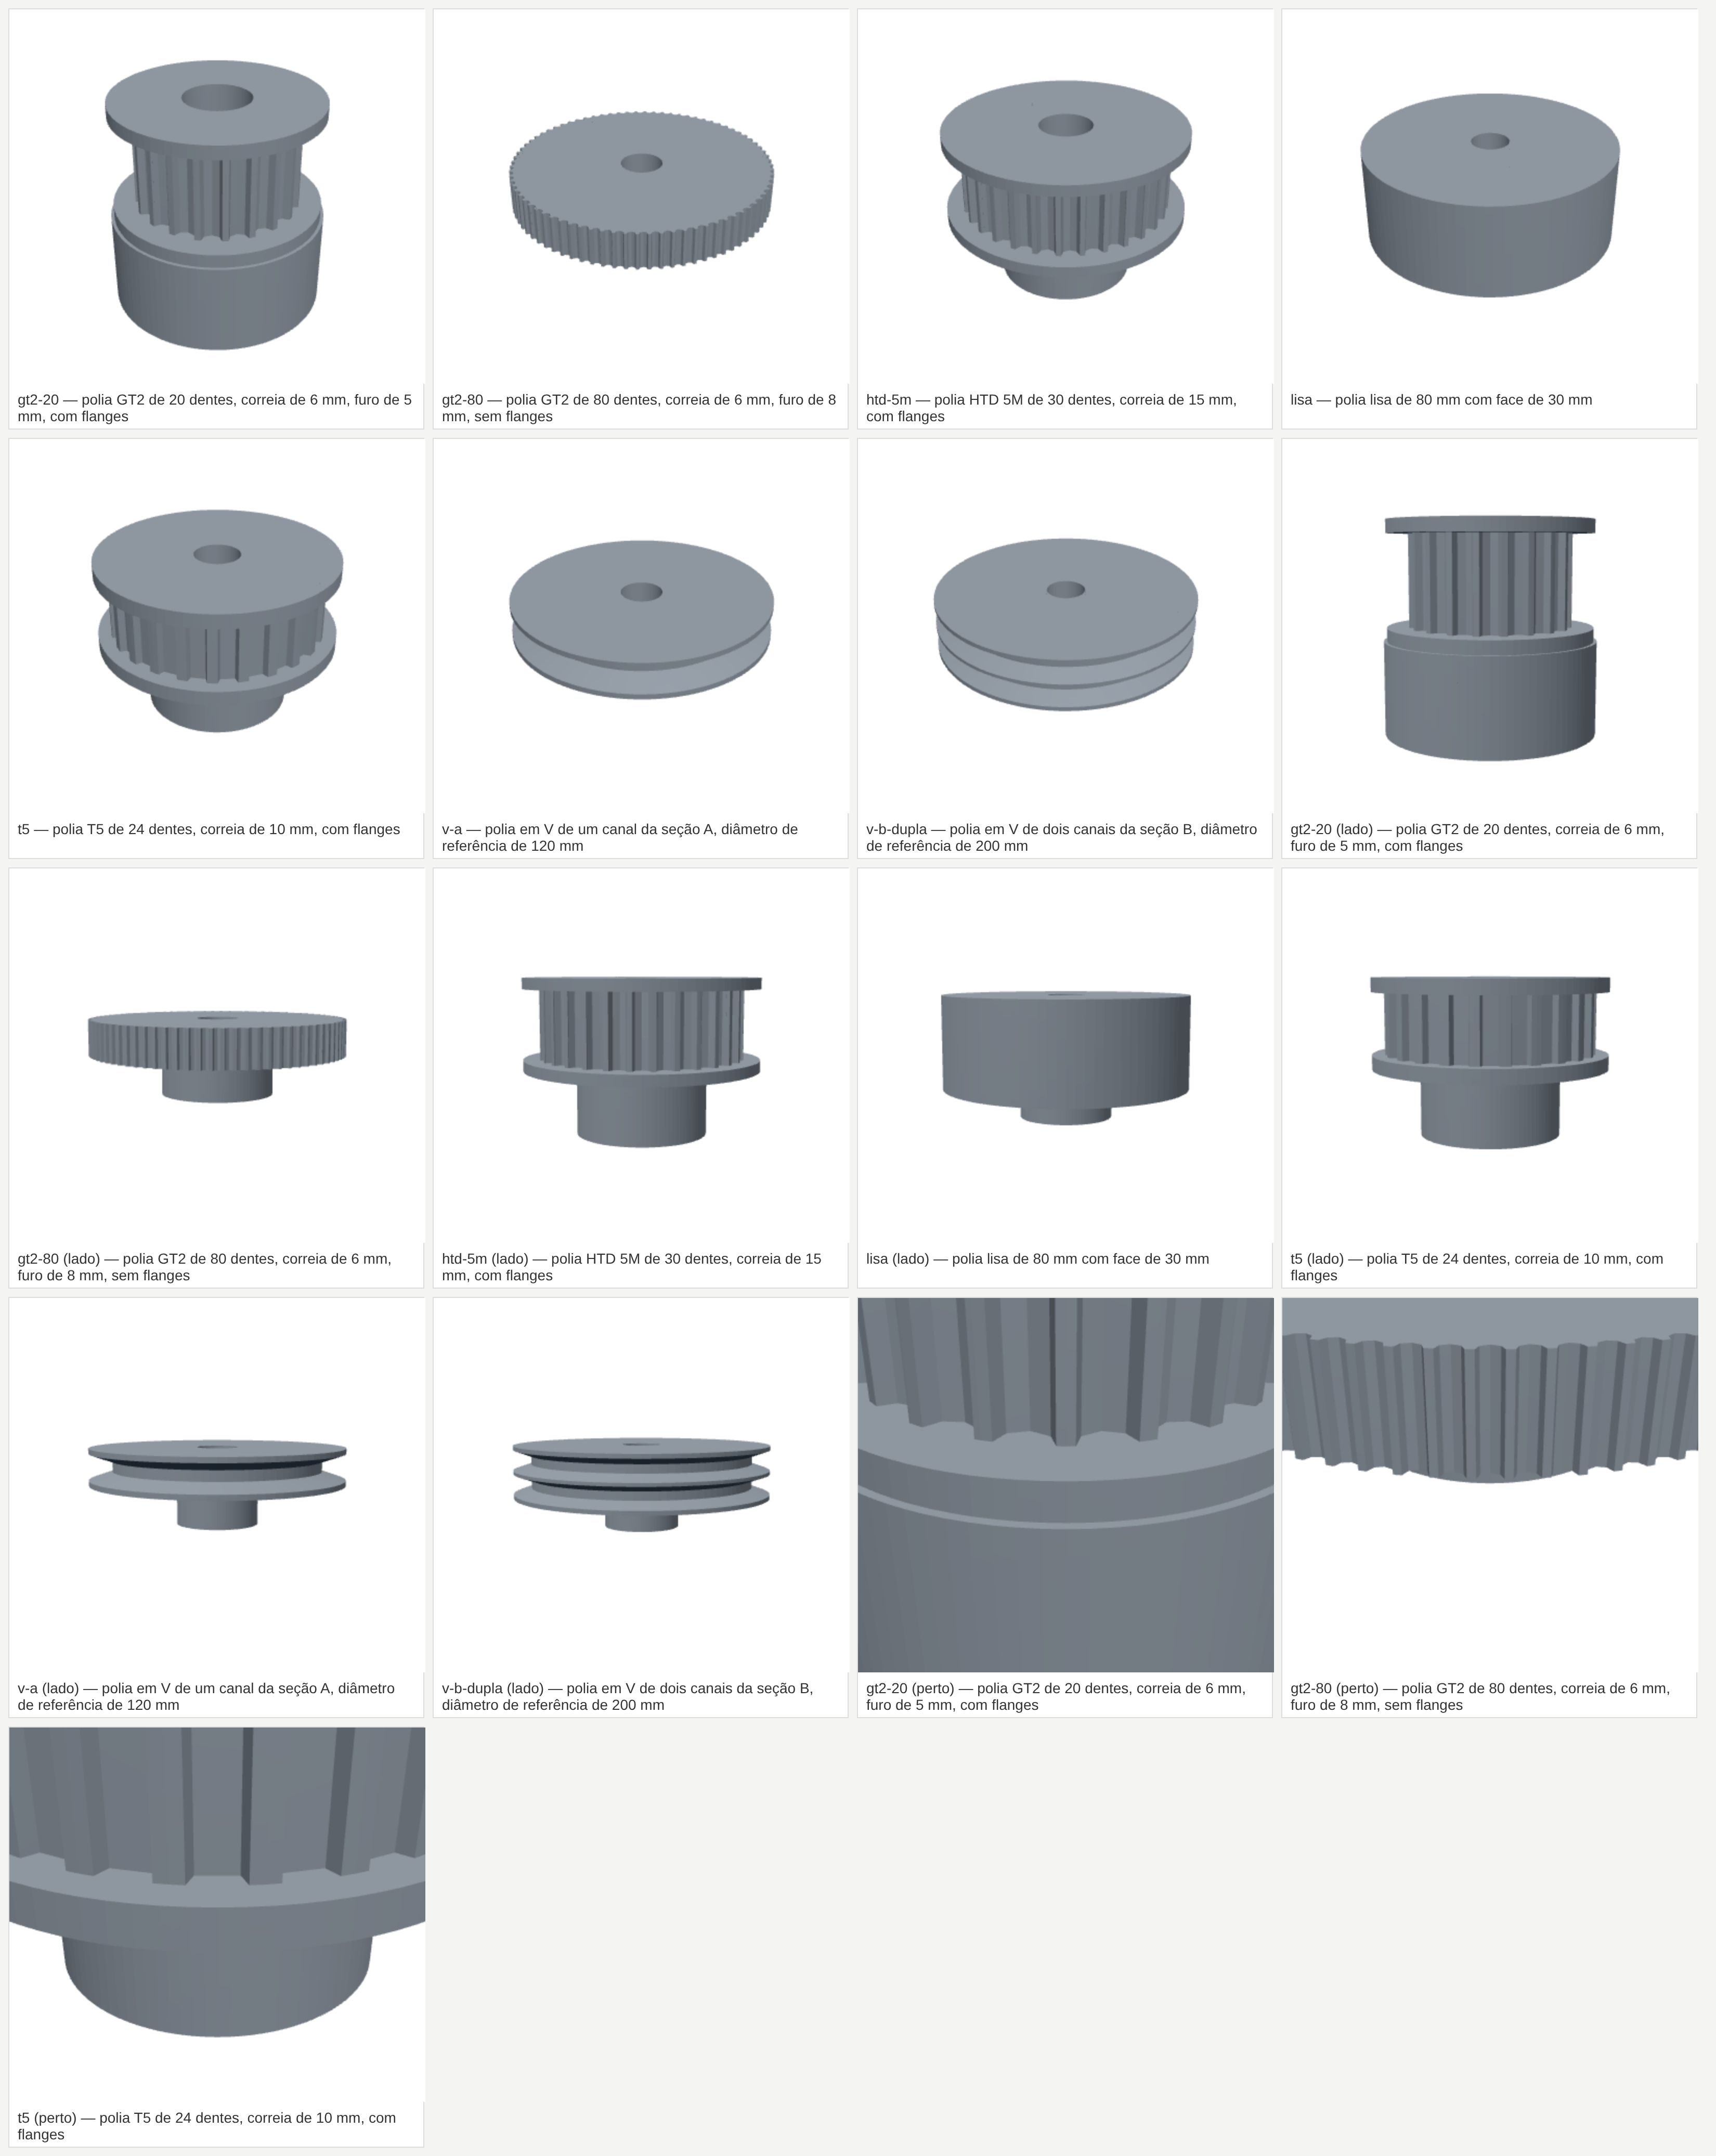 gt2-20 — polia GT2 de 20 dentes, correia de 6 mm, furo de 5
mm, com flanges
gt2-80 — polia GT2 de 80 dentes, correia de 6 mm, furo de 8
mm, sem flanges
htd-5m — polia HTD 5M de 30 dentes, correia de 15 mm,
com flanges
lisa — polia lisa de 80 mm com face de 30 mm
t5 — polia T5 de 24 dentes, correia de 10 mm, com flanges
v-a — polia em V de um canal da seção A, diâmetro de
referência de 120 mm
v-b-dupla — polia em V de dois canais da seção B, diâmetro
de referência de 200 mm
gt2-20 (lado) — polia GT2 de 20 dentes, correia de 6 mm,
furo de 5 mm, com flanges
gt2-80 (lado) — polia GT2 de 80 dentes, correia de 6 mm,
furo de 8 mm, sem flanges
htd-5m (lado) — polia HTD 5M de 30 dentes, correia de 15
mm, com flanges
lisa (lado) — polia lisa de 80 mm com face de 30 mm
t5 (lado) — polia T5 de 24 dentes, correia de 10 mm, com
flanges
v-a (lado) — polia em V de um canal da seção A, diâmetro
de referência de 120 mm
v-b-dupla (lado) — polia em V de dois canais da seção B,
diâmetro de referência de 200 mm
gt2-20 (perto) — polia GT2 de 20 dentes, correia de 6 mm,
furo de 5 mm, com flanges
gt2-80 (perto) — polia GT2 de 80 dentes, correia de 6 mm,
furo de 8 mm, sem flanges
t5 (perto) — polia T5 de 24 dentes, correia de 10 mm, com
flanges